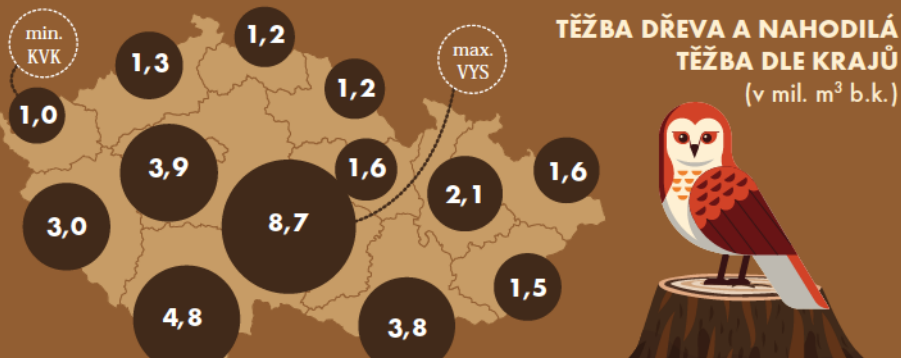 TĚŽBA DŘEVA A NAHODILÁ
TĚŽBA DLE KRAJŮ
(v mil. m³ b.k.)
min.
KVK
max.
VYS
1,2
1,3
1,2
1,0
3,9
1,6
1,6
2,1
3,0
8,7
1,5
4,8
3,8